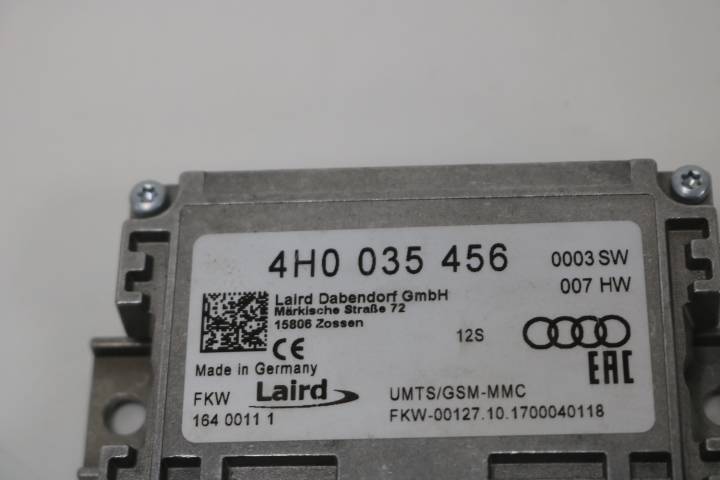 4H0 035 456
0003 SW
007 HW
Laird Dabendorf GmbH
Märkische Straße 72
15806 Zossen
12S
CE
Made in Germany
EAC
FKW
Laird
UMTS/GSM-MMC
164 0011 1
FKW-00127.10.1700040118